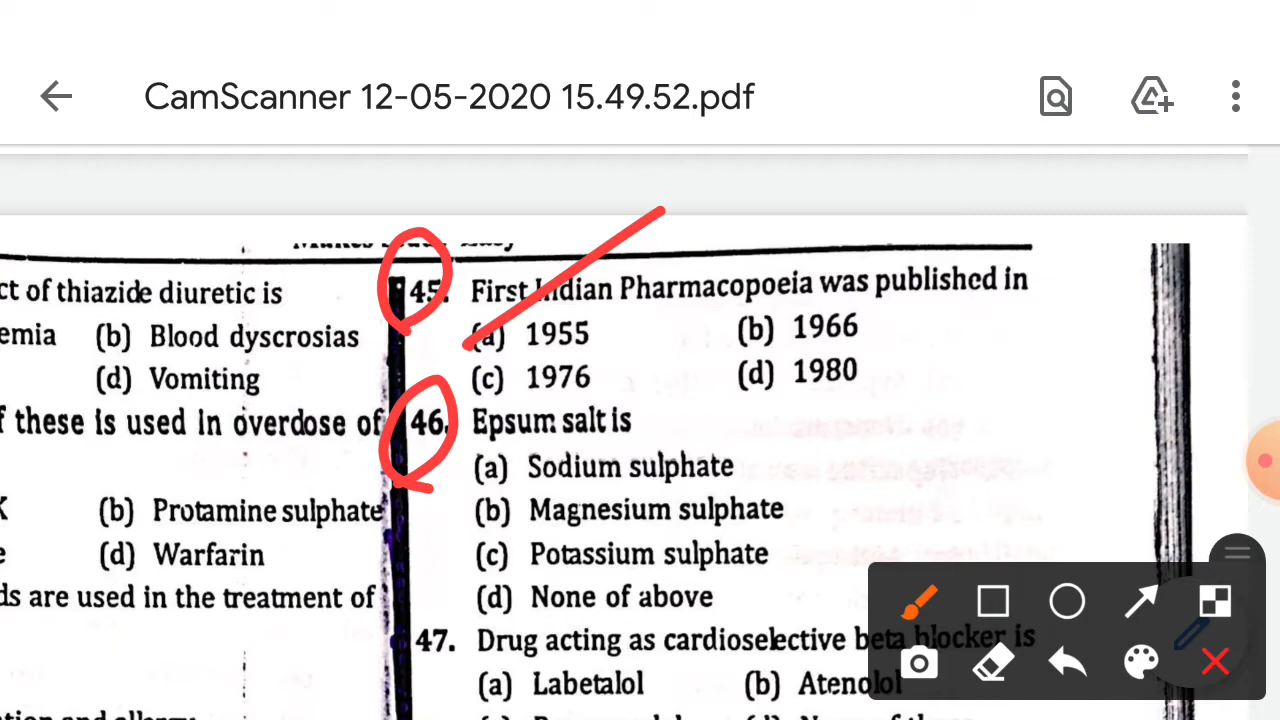 CamScanner 12-05-2020 15.49.52.pdf
ct of thiazide diuretic is
emia (b) Blood dyscrosias
(d) Vomiting
f these is used in overdose of
K (b) Protamine sulphate
e (d) Warfarin
ds are used in the treatment of
45. First Indian Pharmacopoeia was published in
(a) 1955 (b) 1966
(c) 1976 (d) 1980
46. Epsum salt is
(a) Sodium sulphate
(b) Magnesium sulphate
(c) Potassium sulphate
(d) None of above
47. Drug acting as cardioselective beta blocker is
(a) Labetalol (b) Atenolol